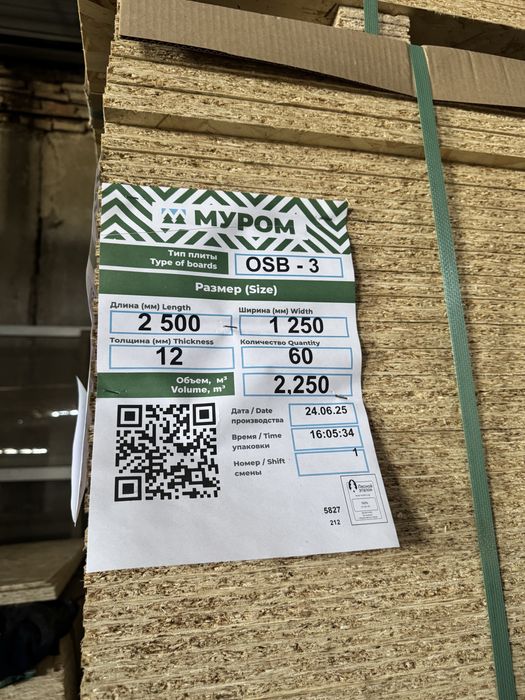 МУРОМ
Тип плиты
Type of boards
OSB - 3
Размер (Size)
Длина (мм) Length
Ширина (мм) Width
2 500
1 250
Толщина (мм) Thickness
Количество Quantity
12
60
Объем, м³
Volume, m³
2,250
Дата / Date
производства
24.06.25
Время / Time
упаковки
16:05:34
Номер / Shift
смены
1
Лесной
эталон
5827
212